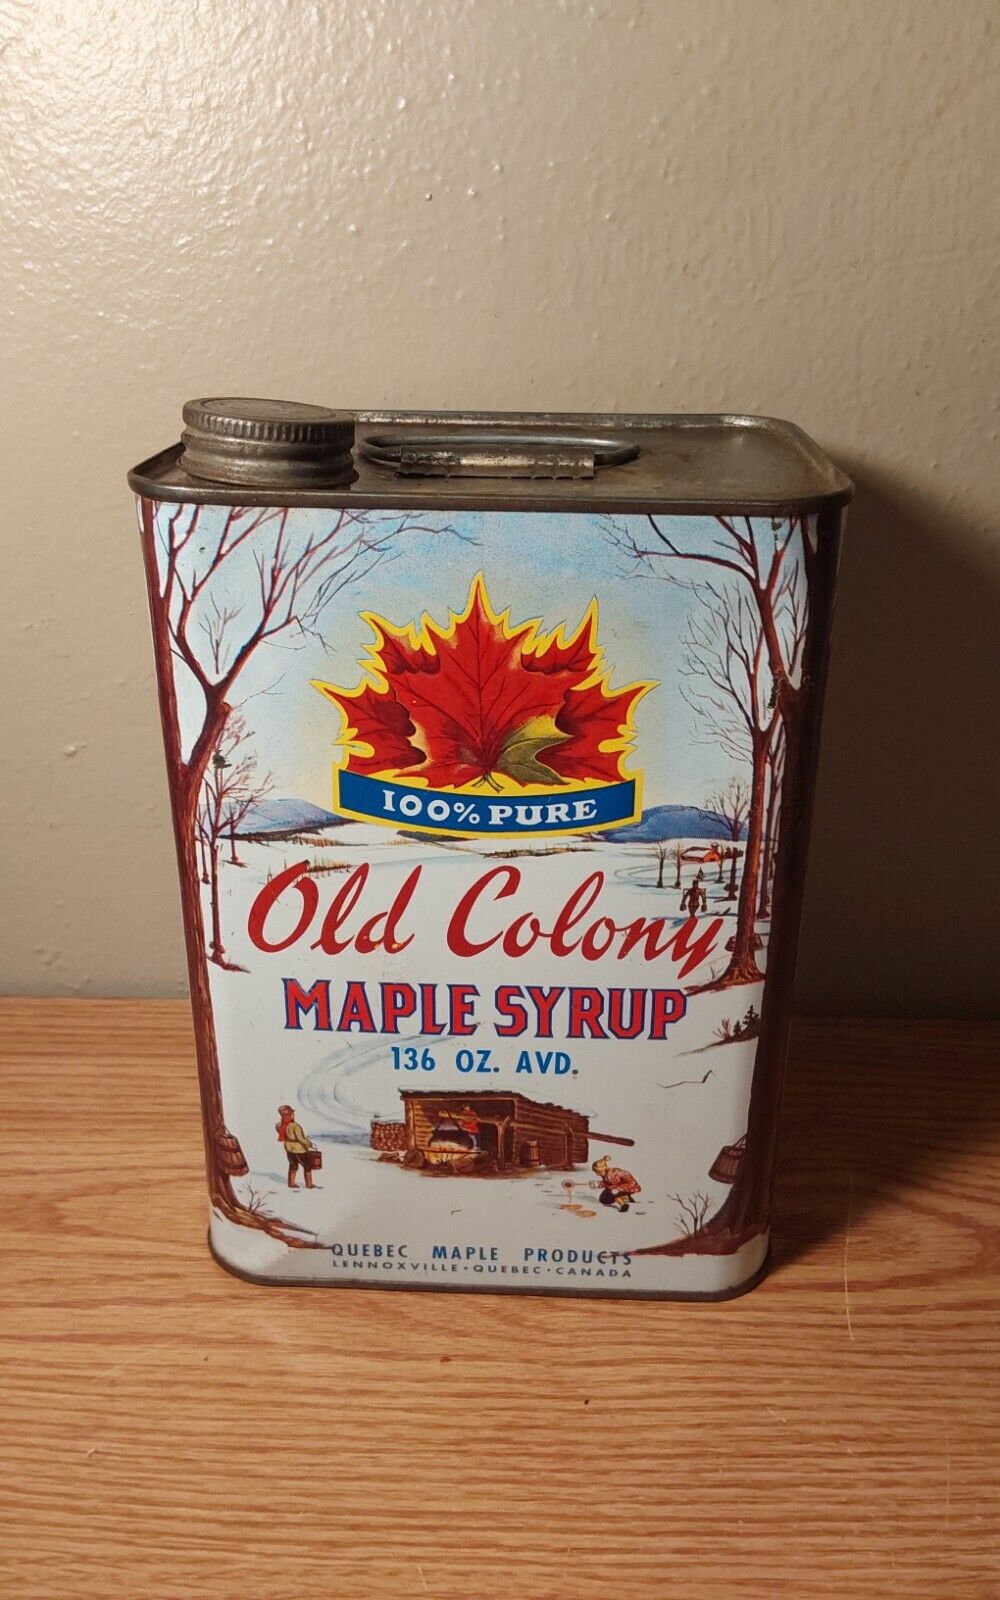 100% PURE
Old Colony
MAPLE SYRUP
136 OZ. AVD.
QUEBEC MAPLE PRODUCTS
LENNOXVILLE • QUEBEC • CANADA